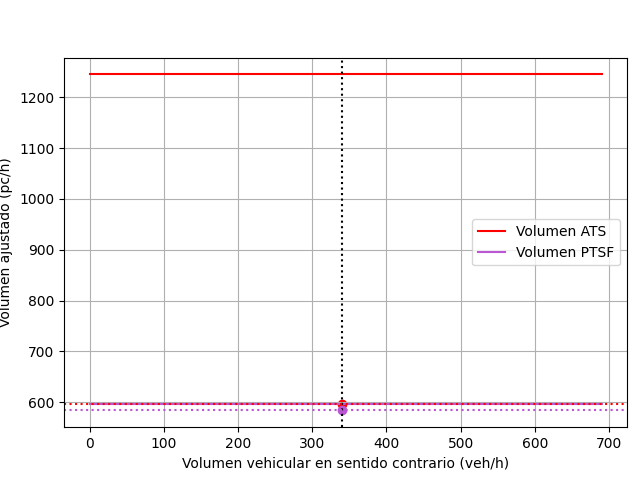 1200
1100
1000
900
800
700
600
Volumen ajustado (pc/h)
Volumen ATS
Volumen PTSF
0 100 200 300 400 500 600 700
Volumen vehicular en sentido contrario (veh/h)